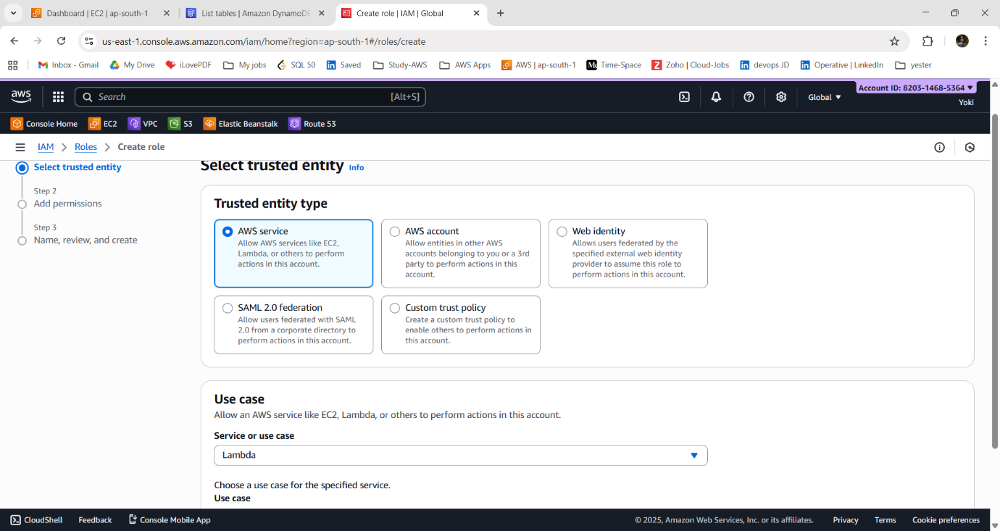 Dashboard | EC2 | ap-south-1
List tables | Amazon DynamoDB
Create role | IAM | Global
us-east-1.console.aws.amazon.com/iam/home?region=ap-south-1#/roles/create
Inbox - Gmail
My Drive
iLovePDF
My jobs
SQL 50
Saved
Study-AWS
AWS Apps
AWS | ap-south-1
Time-Space
Zoho | Cloud-Jobs
devops JD
Operative | LinkedIn
yester
aws
Search
[Alt+S]
Global
Account ID: 8203-1468-5364
Yoki
Console Home
EC2
VPC
S3
Elastic Beanstalk
Route 53
IAM
Roles
Create role
Select trusted entity
Step 2
Add permissions
Step 3
Name, review, and create
Select trusted entity Info
Trusted entity type
AWS service
Allow AWS services like EC2,
Lambda, or others to perform
actions in this account.
AWS account
Allow entities in other AWS
accounts belonging to you or a 3rd
party to perform actions in this
account.
Web identity
Allows users federated by the
specified external web identity
provider to assume this role to
perform actions in this account.
SAML 2.0 federation
Allow users federated with SAML
2.0 from a corporate directory to
perform actions in this account.
Custom trust policy
Create a custom trust policy to
enable others to perform actions in
this account.
Use case
Allow an AWS service like EC2, Lambda, or others to perform actions in this account.
Service or use case
Lambda
Choose a use case for the specified service.
Use case
CloudShell
Feedback
Console Mobile App
© 2025, Amazon Web Services, Inc. or its affiliates.
Privacy
Terms
Cookie preferences